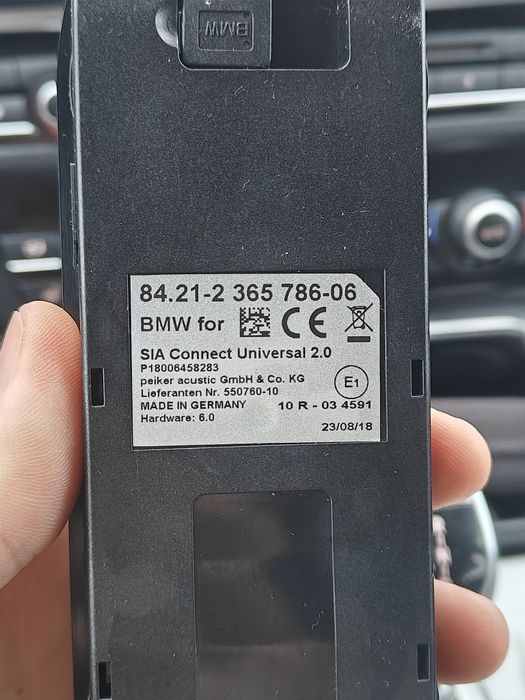 BMW
84.21-2 365 786-06
BMW for CE
SIA Connect Universal 2.0
P18006458283
peiker acustic GmbH & Co. KG
Lieferanten Nr. 550760-10
E1
MADE IN GERMANY 10 R - 03 4591
Hardware: 6.0
23/08/18